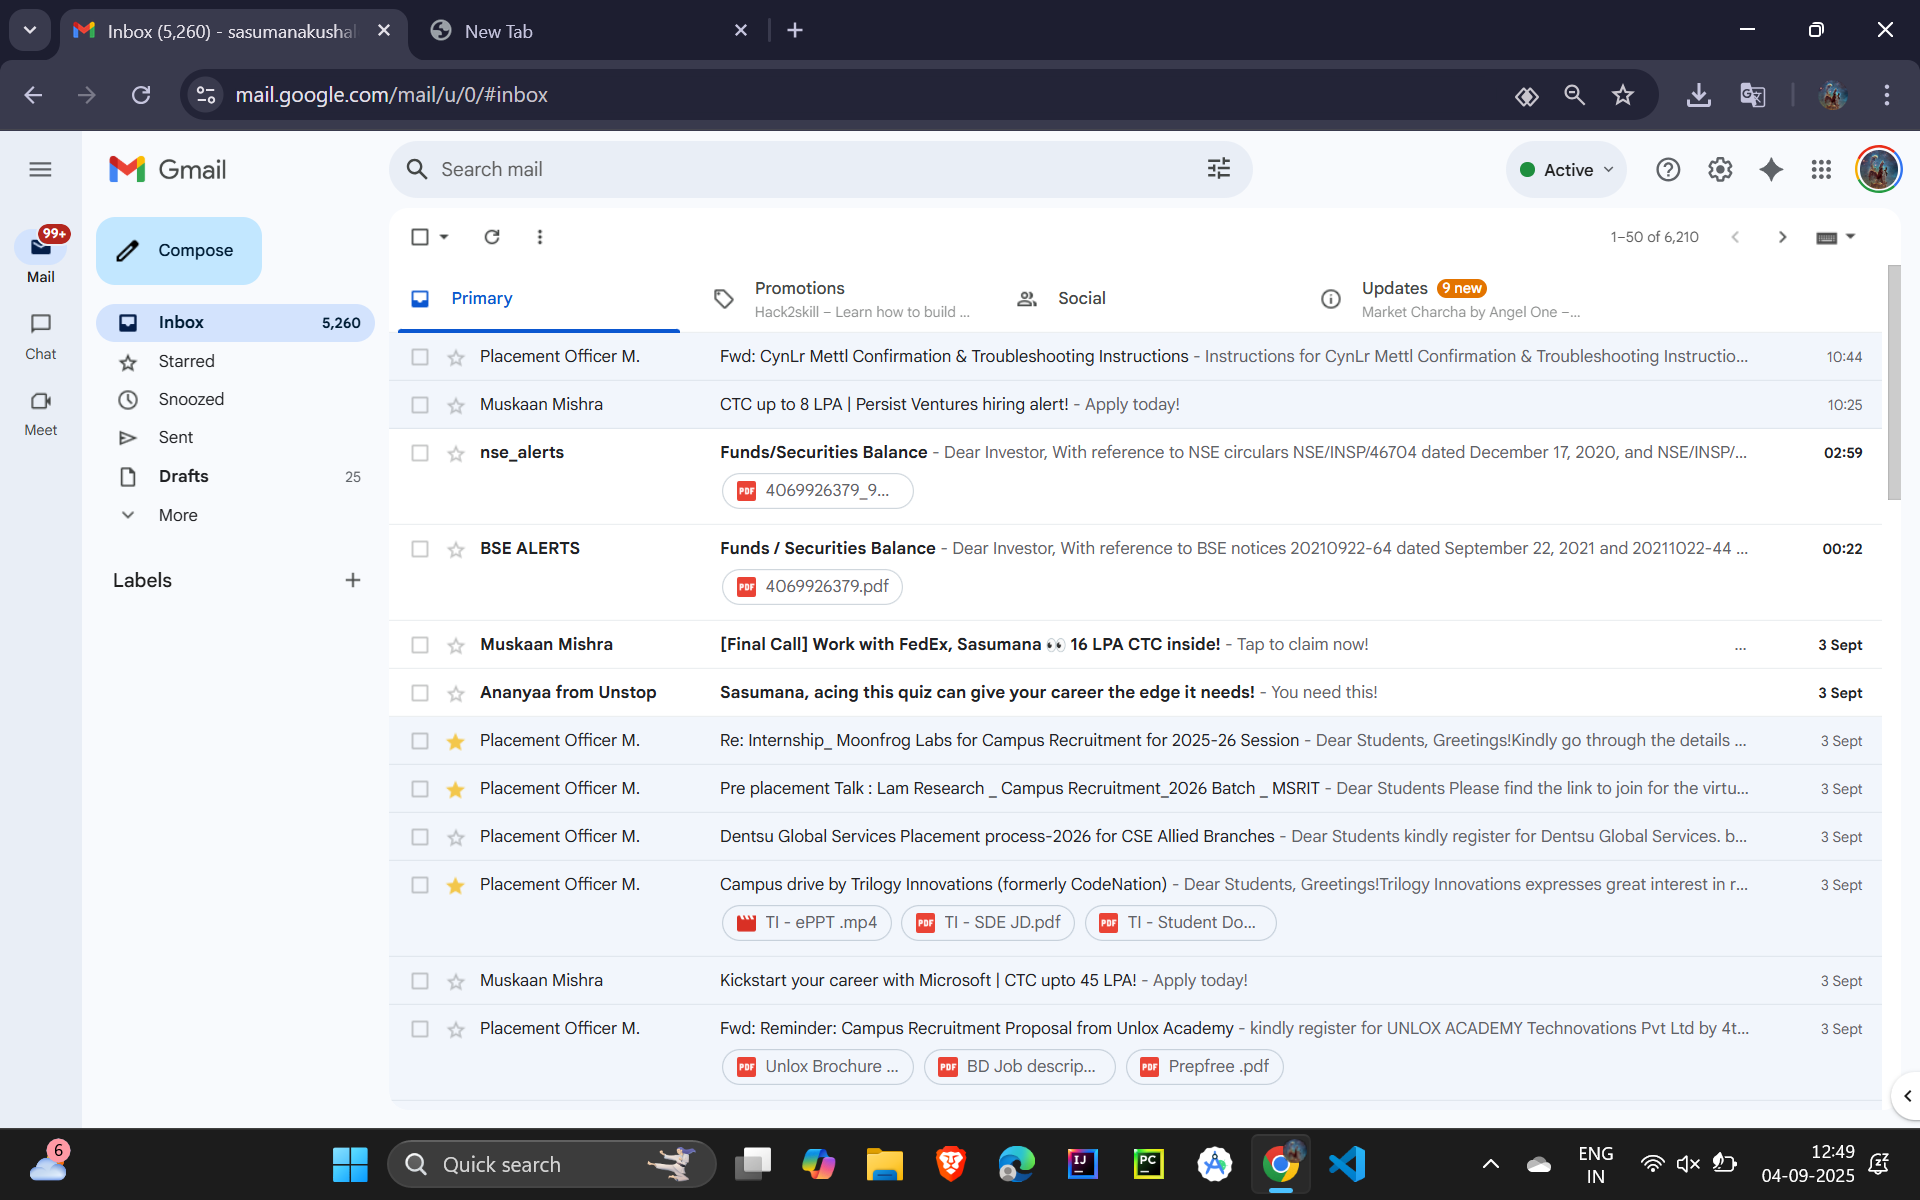 Inbox (5,260) - sasumanakushal
New Tab
mail.google.com/mail/u/0/#inbox
Gmail
Search mail
Active
99+
Mail
Chat
Meet
Compose
Inbox 5,260
Starred
Snoozed
Sent
Drafts 25
More
Labels
1–50 of 6,210
Primary
Promotions
Hack2skill – Learn how to build ...
Social
Updates 9 new
Market Charcha by Angel One –...
Placement Officer M. Fwd: CynLr Mettl Confirmation & Troubleshooting Instructions - Instructions for CynLr Mettl Confirmation & Troubleshooting Instructio... 10:44
Muskaan Mishra CTC up to 8 LPA | Persist Ventures hiring alert! - Apply today! 10:25
nse_alerts Funds/Securities Balance - Dear Investor, With reference to NSE circulars NSE/INSP/46704 dated December 17, 2020, and NSE/INSP/... 02:59
PDF 4069926379_9...
BSE ALERTS Funds / Securities Balance - Dear Investor, With reference to BSE notices 20210922-64 dated September 22, 2021 and 20211022-44 ... 00:22
PDF 4069926379.pdf
Muskaan Mishra [Final Call] Work with FedEx, Sasumana 👀 16 LPA CTC inside! - Tap to claim now! ... 3 Sept
Ananyaa from Unstop Sasumana, acing this quiz can give your career the edge it needs! - You need this! 3 Sept
Placement Officer M. Re: Internship_ Moonfrog Labs for Campus Recruitment for 2025-26 Session - Dear Students, Greetings!Kindly go through the details ... 3 Sept
Placement Officer M. Pre placement Talk : Lam Research _ Campus Recruitment_2026 Batch _ MSRIT - Dear Students Please find the link to join for the virtu... 3 Sept
Placement Officer M. Dentsu Global Services Placement process-2026 for CSE Allied Branches - Dear Students kindly register for Dentsu Global Services. b... 3 Sept
Placement Officer M. Campus drive by Trilogy Innovations (formerly CodeNation) - Dear Students, Greetings!Trilogy Innovations expresses great interest in r... 3 Sept
TI - ePPT .mp4 PDF TI - SDE JD.pdf PDF TI - Student Do...
Muskaan Mishra Kickstart your career with Microsoft | CTC upto 45 LPA! - Apply today! 3 Sept
Placement Officer M. Fwd: Reminder: Campus Recruitment Proposal from Unlox Academy - kindly register for UNLOX ACADEMY Technovations Pvt Ltd by 4t... 3 Sept
PDF Unlox Brochure ... PDF BD Job descrip... PDF Prepfree .pdf
6
Quick search
IJ
PC
ENG
IN
12:49
04-09-2025